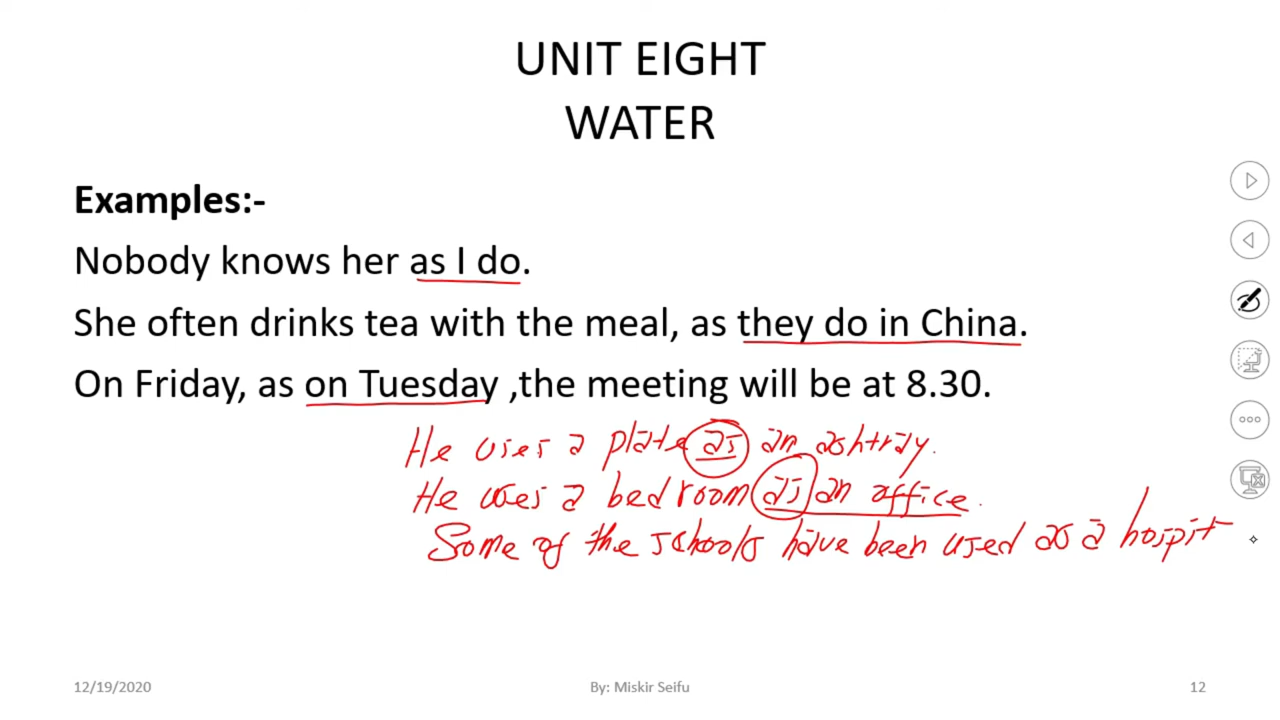 UNIT EIGHT
WATER
Examples:-
Nobody knows her as I do.
She often drinks tea with the meal, as they do in China.
On Friday, as on Tuesday ,the meeting will be at 8.30.
He uses a plate as an ashtray.
He uses a bedroom as an office.
Some of the schools have been used as a hospit
12/19/2020
By: Miskir Seifu
12